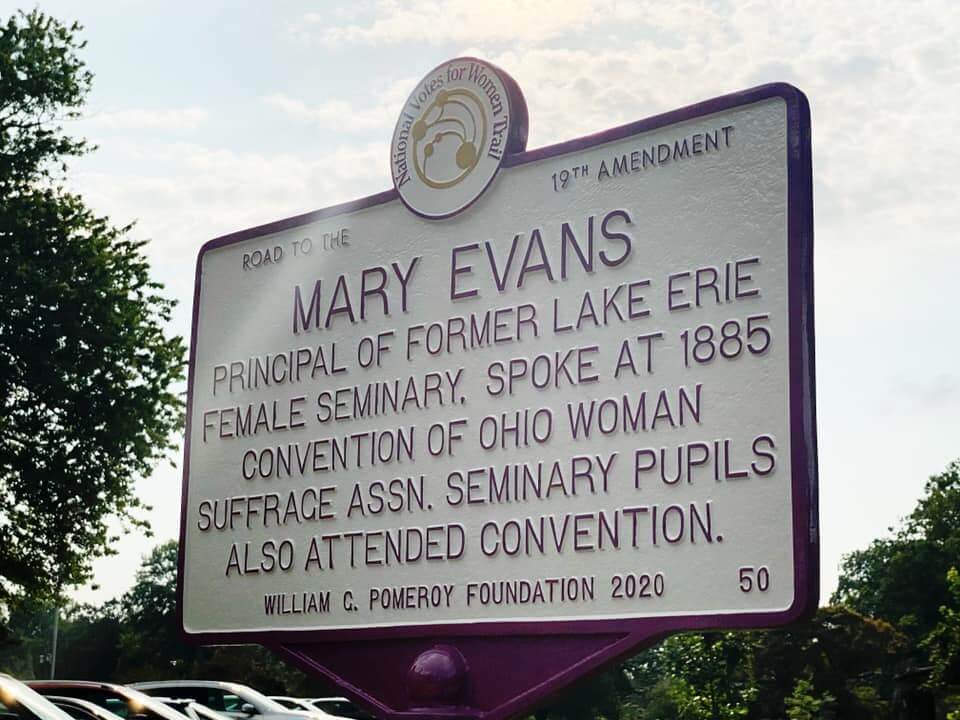 National Votes for Women Trail
ROAD TO THE 19TH AMENDMENT
MARY EVANS
PRINCIPAL OF FORMER LAKE ERIE
FEMALE SEMINARY, SPOKE AT 1885
CONVENTION OF OHIO WOMAN
SUFFRAGE ASSN. SEMINARY PUPILS
ALSO ATTENDED CONVENTION.
WILLIAM G. POMEROY FOUNDATION 2020 50